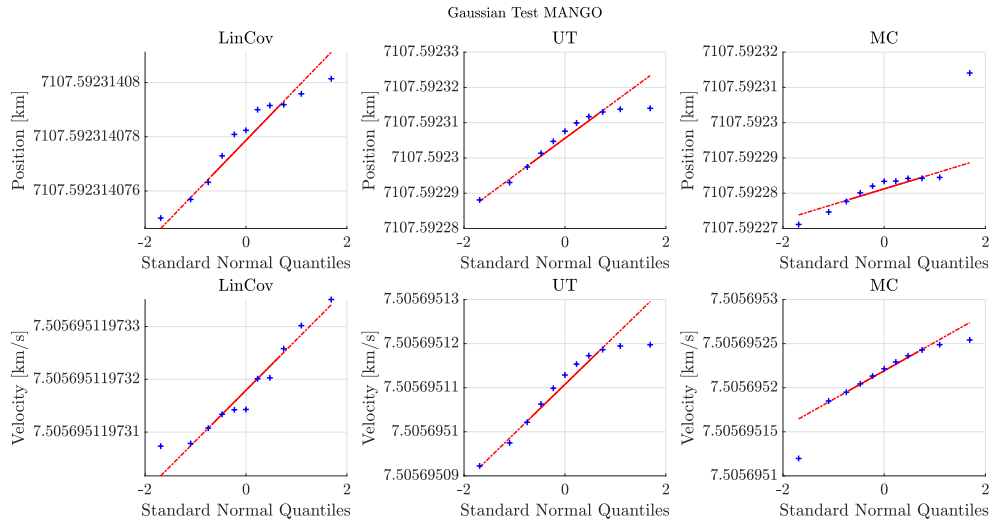 Gaussian Test MANGO
LinCov
UT
MC
Position [km]
7107.59231408
7107.592314078
7107.592314076
-2
0
2
Standard Normal Quantiles
Position [km]
7107.59233
7107.59232
7107.59231
7107.5923
7107.59229
7107.59228
-2
0
2
Standard Normal Quantiles
Position [km]
7107.59232
7107.59231
7107.5923
7107.59229
7107.59228
7107.59227
-2
0
2
Standard Normal Quantiles
LinCov
UT
MC
Velocity [km/s]
7.505695119733
7.505695119732
7.505695119731
-2
0
2
Standard Normal Quantiles
Velocity [km/s]
7.50569513
7.50569512
7.50569511
7.5056951
7.50569509
-2
0
2
Standard Normal Quantiles
Velocity [km/s]
7.5056953
7.50569525
7.5056952
7.50569515
7.5056951
-2
0
2
Standard Normal Quantiles